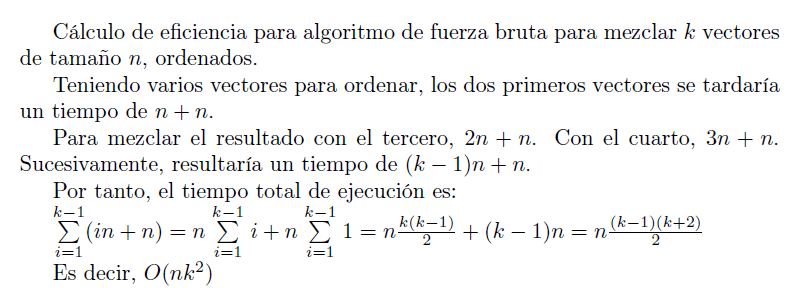 Cálculo de eficiencia para algoritmo de fuerza bruta para mezclar k vectores
de tamaño n, ordenados.
Teniendo varios vectores para ordenar, los dos primeros vectores se tardaría
un tiempo de n + n.
Para mezclar el resultado con el tercero, 2n + n. Con el cuarto, 3n + n.
Sucesivamente, resultaría un tiempo de (k − 1)n + n.
Por tanto, el tiempo total de ejecución es:
\sum_{i=1}^{k-1}(in + n) = n \sum_{i=1}^{k-1} i + n \sum_{i=1}^{k-1} 1 = n\frac{k(k-1)}{2} + (k − 1)n = n\frac{(k-1)(k+2)}{2}
Es decir, O(nk^2)